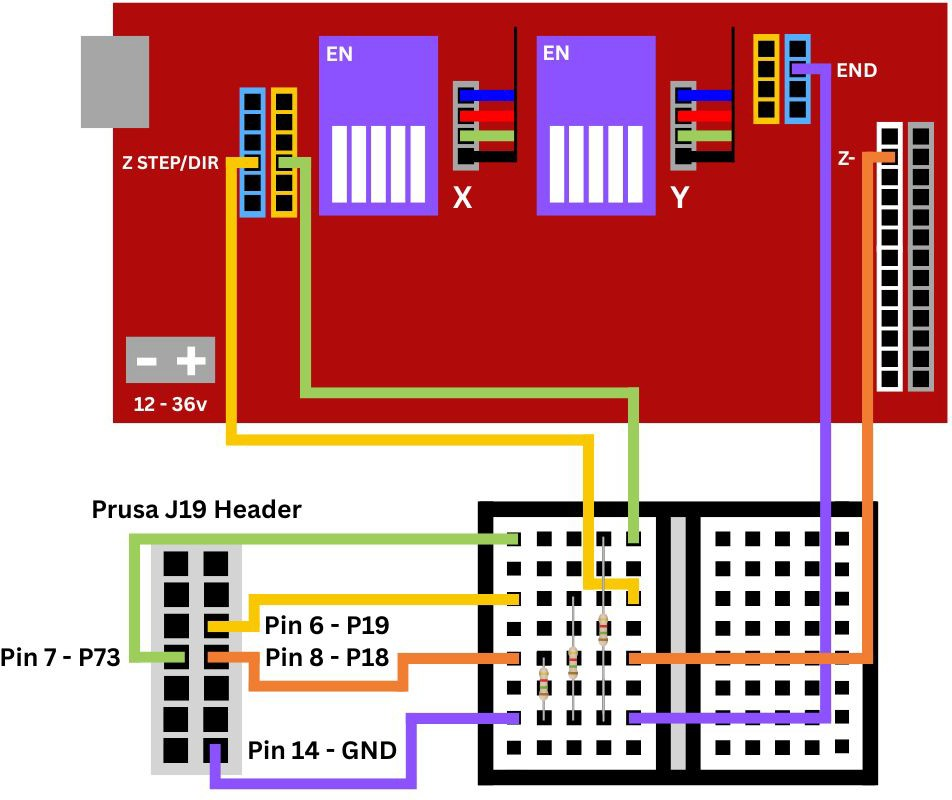 EN
EN
END
Z STEP/DIR
Z-
X
Y
- +
12 - 36v
Prusa J19 Header
Pin 6 - P19
Pin 7 - P73
Pin 8 - P18
Pin 14 - GND